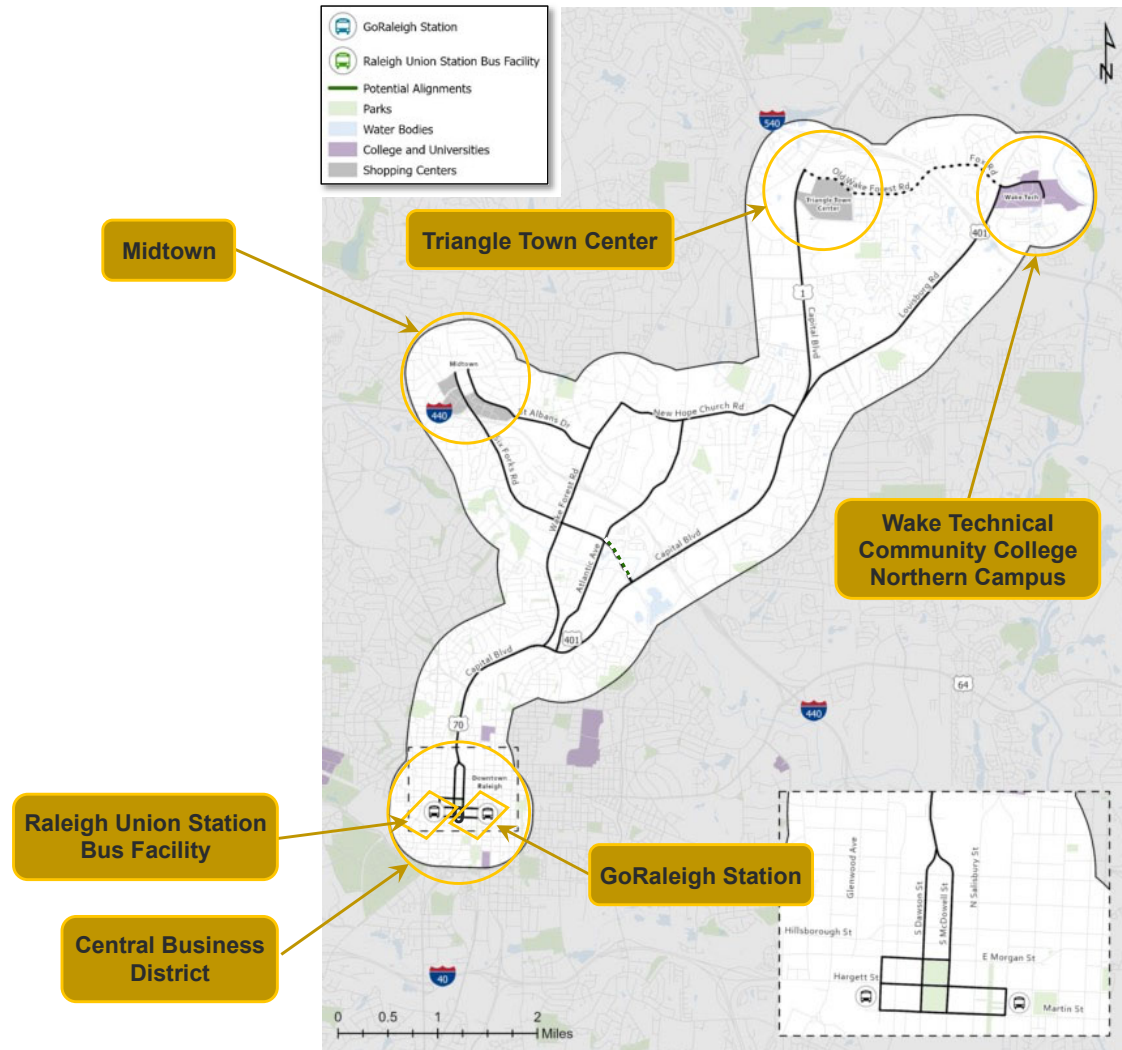 GoRaleigh Station
Raleigh Union Station Bus Facility
Potential Alignments
Parks
Water Bodies
College and Universities
Shopping Centers
N
540
Fox Rd
Old Wake Forest Rd
Triangle Town
Center
Wake Tech
401
Midtown
Triangle Town Center
1
Capital Blvd
Louisburg Rd
Midtown
440
St Albans Dr
New Hope Church Rd
Six Forks Rd
Wake Forest Rd
Atlantic Ave
Capital Blvd
Wake Technical
Community College
Northern Campus
401
Capital Blvd
64
440
70
Downtown
Raleigh
Raleigh Union Station
Bus Facility
GoRaleigh Station
Central Business
District
40
0 0.5 1 2
Miles
Glenwood Ave
S Dawson St
S McDowell St
N Salisbury St
Hillsborough St
E Morgan St
Hargett St
Martin St